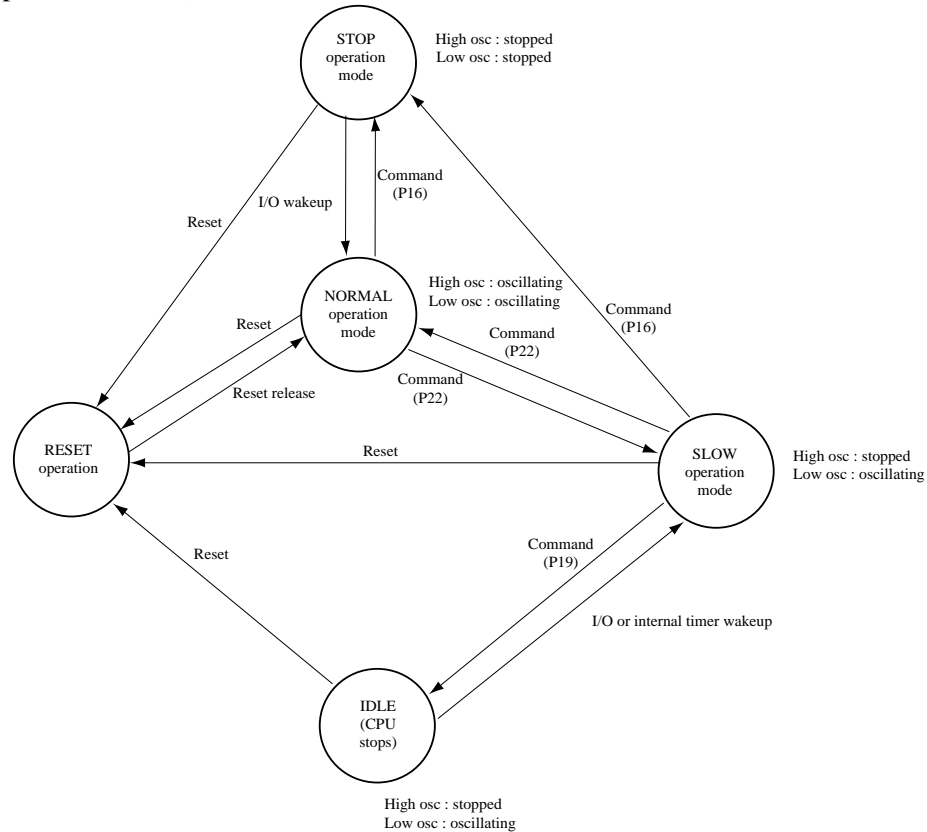 STOP
operation
mode
High osc : stopped
Low osc : stopped
Command
(P16)
I/O wakeup
Reset
NORMAL
operation
mode
High osc : oscillating
Low osc : oscillating
Command
(P16)
Reset
Command
(P22)
Command
(P22)
Reset release
RESET
operation
Reset
SLOW
operation
mode
High osc : stopped
Low osc : oscillating
Reset
Command
(P19)
I/O or internal timer wakeup
IDLE
(CPU
stops)
High osc : stopped
Low osc : oscillating